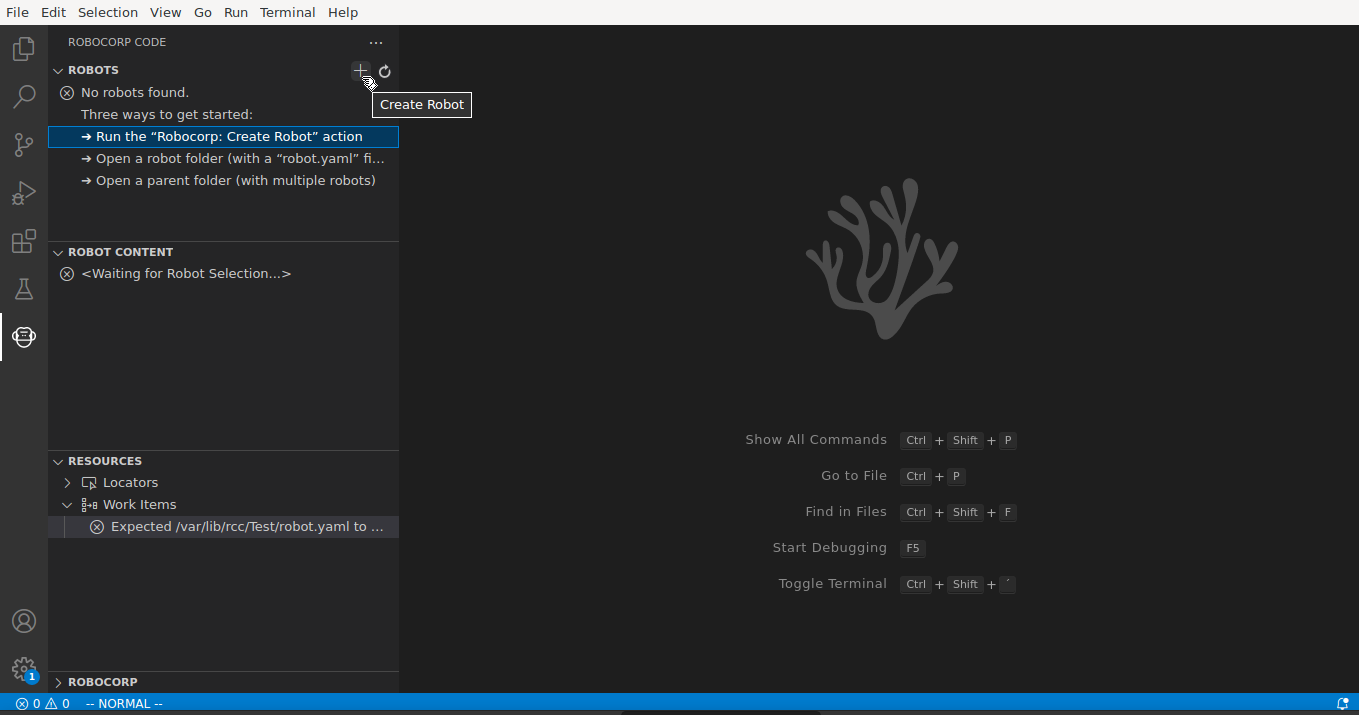 File Edit Selection View Go Run Terminal Help
ROBOCORP CODE
ROBOTS
No robots found.
Create Robot
Three ways to get started:
➔ Run the “Robocorp: Create Robot” action
➔ Open a robot folder (with a “robot.yaml” fi...
➔ Open a parent folder (with multiple robots)
ROBOT CONTENT
<Waiting for Robot Selection...>
RESOURCES
Locators
Work Items
Expected /var/lib/rcc/Test/robot.yaml to ...
ROBOCORP
Show All Commands Ctrl + Shift + P
Go to File Ctrl + P
Find in Files Ctrl + Shift + F
Start Debugging F5
Toggle Terminal Ctrl + Shift + ´
1
0 0 -- NORMAL --